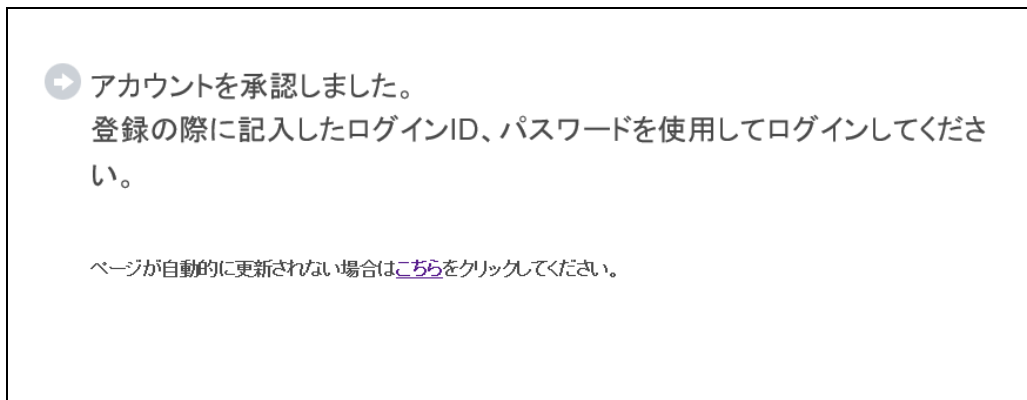 アカウントを承認しました。
登録の際に記入したログインID、パスワードを使用してログインしてくださ
い。
ページが自動的に更新されない場合はこちらをクリックしてください。